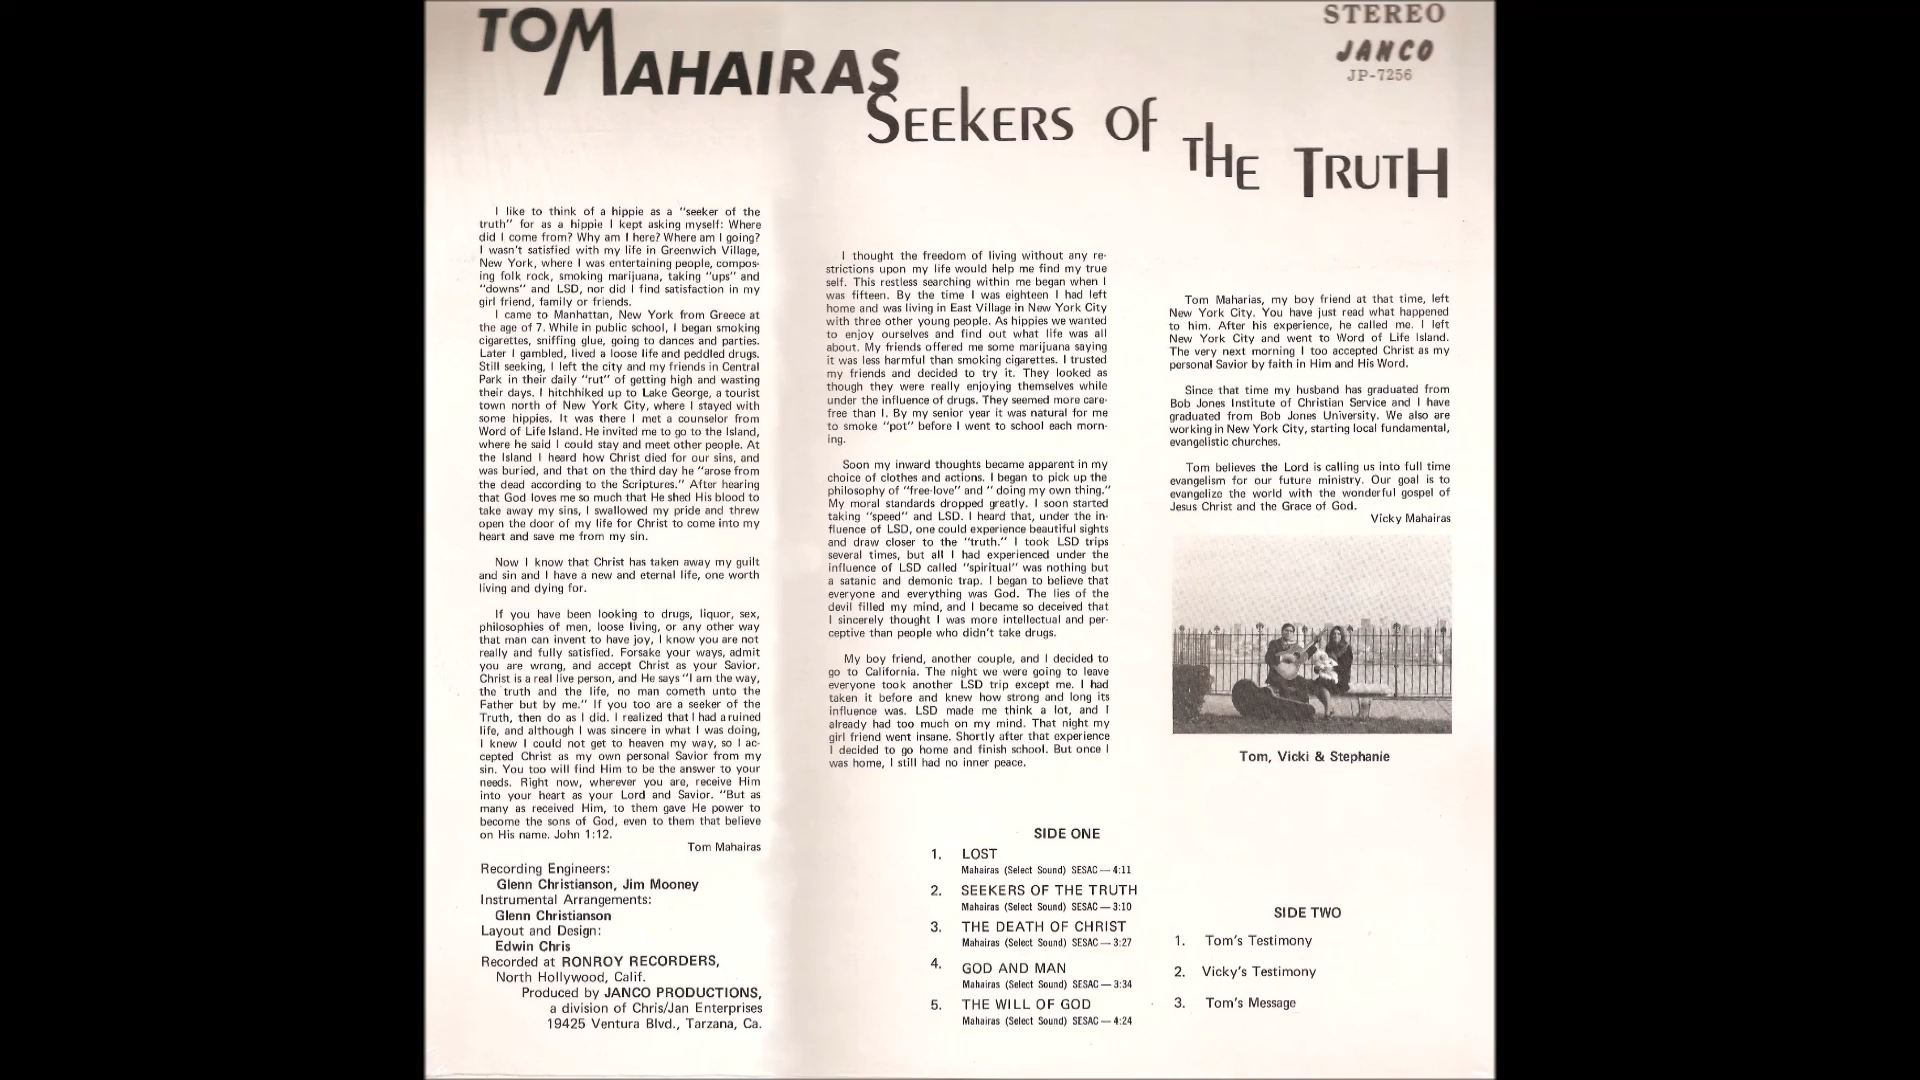 TOM MAHAIRAS
SEEKERS OF THE TRUTH
STEREO
JANCO
JP-7256
I like to think of a hippie as a "seeker of the
truth" for as a hippie I kept asking myself: Where
did I come from? Why am I here? Where am I going?
I wasn't satisfied with my life in Greenwich Village,
New York, where I was entertaining people, compos-
ing folk rock, smoking marijuana, taking "ups" and
"downs" and LSD, nor did I find satisfaction in my
girl friend, family or friends.
I came to Manhattan, New York from Greece at
the age of 7. While in public school, I began smoking
cigarettes, sniffing glue, going to dances and parties.
Later I gambled, lived a loose life and peddled drugs.
Still seeking, I left the city and my friends in Central
Park in their daily "rut" of getting high and wasting
their days. I hitchhiked up to Lake George, a tourist
town north of New York City, where I stayed with
some hippies. It was there I met a counselor from
Word of Life Island. He invited me to go to the Island,
where he said I could stay and meet other people. At
the Island I heard how Christ died for our sins, and
was buried, and that on the third day he "arose from
the dead according to the Scriptures." After hearing
that God loves me so much that He shed His blood to
take away my sins, I swallowed my pride and threw
open the door of my life for Christ to come into my
heart and save me from my sin.
Now I know that Christ has taken away my guilt
and sin and I have a new and eternal life, one worth
living and dying for.
If you have been looking to drugs, liquor, sex,
philosophies of men, loose living, or any other way
that man can invent to have joy, I know you are not
really and fully satisfied. Forsake your ways, admit
you are wrong, and accept Christ as your Savior.
Christ is a real live person, and He says "I am the way,
the truth and the life, no man cometh unto the
Father but by me." If you too are a seeker of the
Truth, then do as I did. I realized that I had a ruined
life, and although I was sincere in what I was doing,
I knew I could not get to heaven my way, so I ac-
cepted Christ as my own personal Savior from my
sin. You too will find Him to be the answer to your
needs. Right now, wherever you are, receive Him
into your heart as your Lord and Savior. "But as
many as received Him, to them gave He power to
become the sons of God, even to them that believe
on His name. John 1:12.
Tom Mahairas
Recording Engineers:
Glenn Christianson, Jim Mooney
Instrumental Arrangements:
Glenn Christianson
Layout and Design:
Edwin Chris
Recorded at RONROY RECORDERS,
North Hollywood, Calif.
Produced by JANCO PRODUCTIONS,
a division of Chris/Jan Enterprises
19425 Ventura Blvd., Tarzana, Ca.
I thought the freedom of living without any re-
strictions upon my life would help me find my true
self. This restless searching within me began when I
was fifteen. By the time I was eighteen I had left
home and was living in East Village in New York City
with three other young people. As hippies we wanted
to enjoy ourselves and find out what life was all
about. My friends offered me some marijuana saying
it was less harmful than smoking cigarettes. I trusted
my friends and decided to try it. They looked as
though they were really enjoying themselves while
under the influence of drugs. They seemed more care-
free than I. By my senior year it was natural for me
to smoke "pot" before I went to school each morn-
ing.
Soon my inward thoughts became apparent in my
choice of clothes and actions. I began to pick up the
philosophy of "free-love" and " doing my own thing."
My moral standards dropped greatly. I soon started
taking "speed" and LSD. I heard that, under the in-
fluence of LSD, one could experience beautiful sights
and draw closer to the "truth." I took LSD trips
several times, but all I had experienced under the
influence of LSD called "spiritual" was nothing but
a satanic and demonic trap. I began to believe that
everyone and everything was God. The lies of the
devil filled my mind, and I became so deceived that
I sincerely thought I was more intellectual and per-
ceptive than people who didn't take drugs.
My boy friend, another couple, and I decided to
go to California. The night we were going to leave
everyone took another LSD trip except me. I had
taken it before and knew how strong and long its
influence was. LSD made me think a lot, and I
already had too much on my mind. That night my
girl friend went insane. Shortly after that experience
I decided to go home and finish school. But once I
was home, I still had no inner peace.
Tom Maharias, my boy friend at that time, left
New York City. You have just read what happened
to him. After his experience, he called me. I left
New York City and went to Word of Life Island.
The very next morning I too accepted Christ as my
personal Savior by faith in Him and His Word.
Since that time my husband has graduated from
Bob Jones Institute of Christian Service and I have
graduated from Bob Jones University. We also are
working in New York City, starting local fundamental,
evangelistic churches.
Tom believes the Lord is calling us into full time
evangelism for our future ministry. Our goal is to
evangelize the world with the wonderful gospel of
Jesus Christ and the Grace of God.
Vicky Mahairas
Tom, Vicki & Stephanie
SIDE ONE
1. LOST
Mahairas (Select Sound) SESAC — 4:11
2. SEEKERS OF THE TRUTH
Mahairas (Select Sound) SESAC — 3:10
3. THE DEATH OF CHRIST
Mahairas (Select Sound) SESAC — 3:27
4. GOD AND MAN
Mahairas (Select Sound) SESAC — 3:34
5. THE WILL OF GOD
Mahairas (Select Sound) SESAC — 4:24
SIDE TWO
1. Tom's Testimony
2. Vicky's Testimony
3. Tom's Message